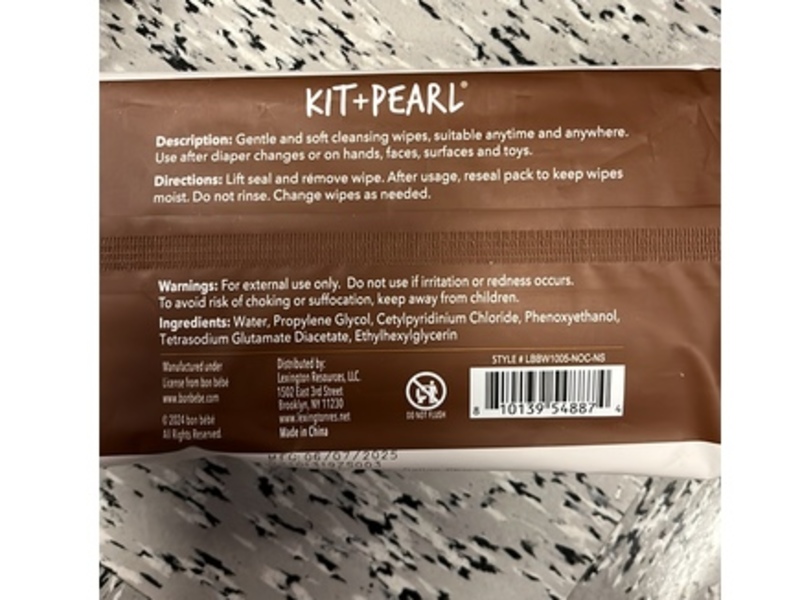 KIT+PEARL®
Description: Gentle and soft cleansing wipes, suitable anytime and anywhere.
Use after diaper changes or on hands, faces, surfaces and toys.
Directions: Lift seal and remove wipe. After usage, reseal pack to keep wipes
moist. Do not rinse. Change wipes as needed.
Warnings: For external use only. Do not use if irritation or redness occurs.
To avoid risk of choking or suffocation, keep away from children.
Ingredients: Water, Propylene Glycol, Cetylpyridinium Chloride, Phenoxyethanol,
Tetrasodium Glutamate Diacetate, Ethylhexylglycerin
Manufactured under
License from bon bébé
www.bonbebe.com
© 2024 bon bébé
All Rights Reserved.
Distributed by:
Lexington Resources, LLC.
1502 East 3rd Street
Brooklyn, NY 11230
www.lexingtonres.net
Made in China
DO NOT FLUSH
STYLE # LBBW1005-NOC-NS
8 10139 54887 4
MFG: 06/07/2025